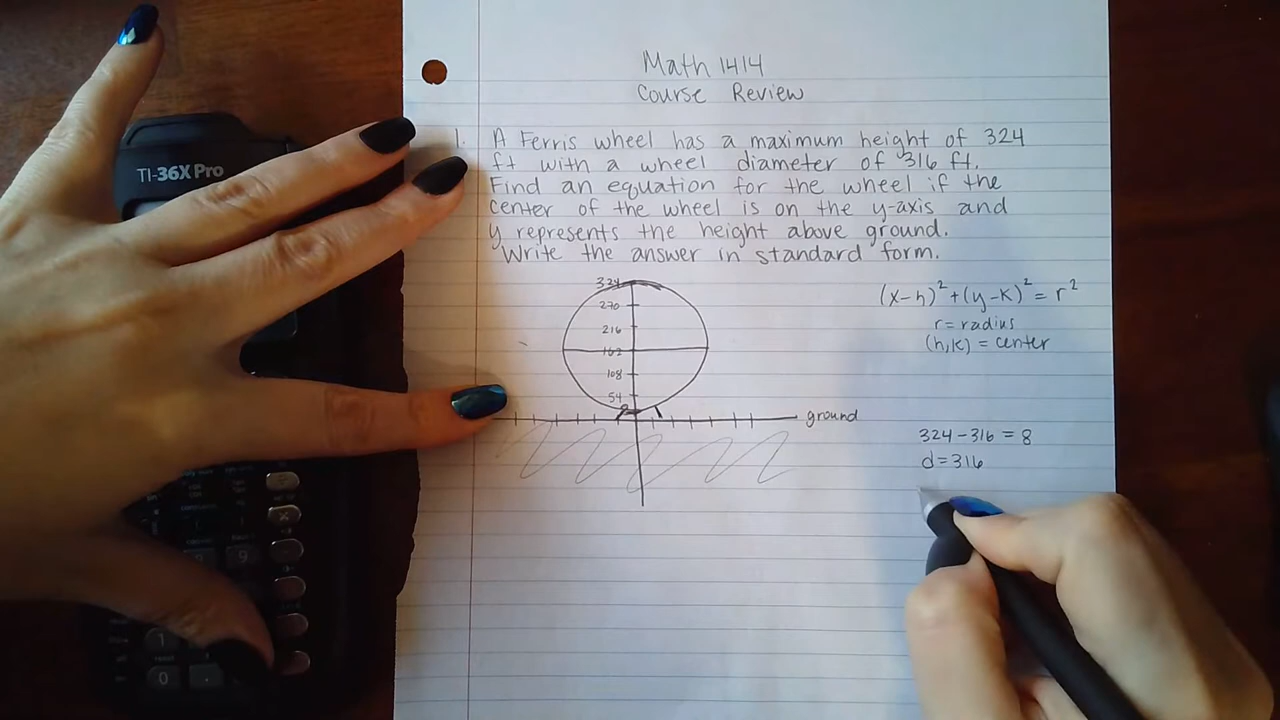 Math 1414
Course Review
1. A Ferris wheel has a maximum height of 324
ft with a wheel diameter of 316 ft.
Find an equation for the wheel if the
center of the wheel is on the y-axis and
y represents the height above ground.
Write the answer in standard form.
324
270
216
162
108
54
ground
(x-h)²+(y-k)²=r²
r=radius
(h,k)=center
324-316=8
d=316
TI-36X Pro
9
1
0